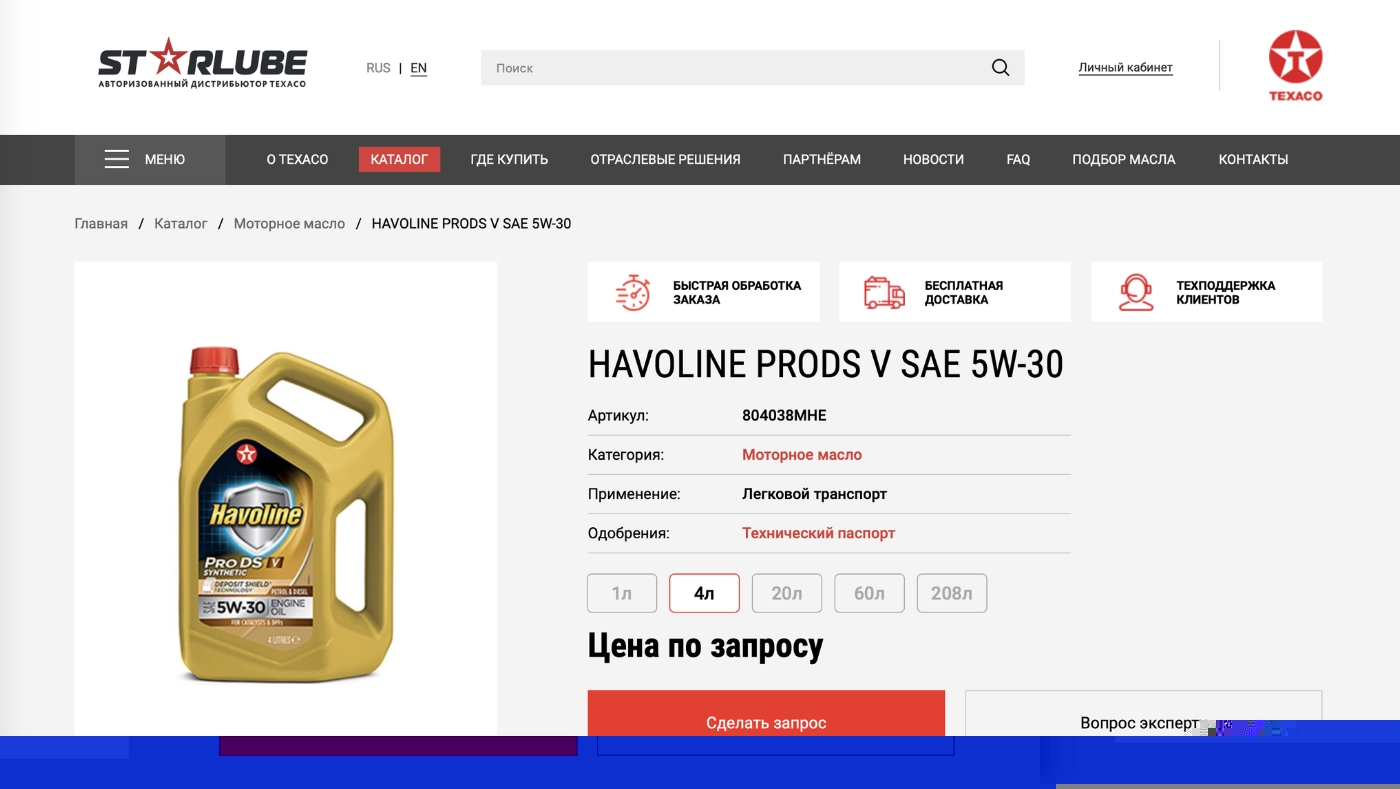 STARLUBE
АВТОРИЗОВАННЫЙ ДИСТРИБЬЮТОР TEXACO
RUS | EN
Поиск
Личный кабинет
TEXACO
МЕНЮ
О TEXACO
КАТАЛОГ
ГДЕ КУПИТЬ
ОТРАСЛЕВЫЕ РЕШЕНИЯ
ПАРТНЁРАМ
НОВОСТИ
FAQ
ПОДБОР МАСЛА
КОНТАКТЫ
Главная / Каталог / Моторное масло / HAVOLINE PRODS V SAE 5W-30
БЫСТРАЯ ОБРАБОТКА
ЗАКАЗА
БЕСПЛАТНАЯ
ДОСТАВКА
ТЕХПОДДЕРЖКА
КЛИЕНТОВ
HAVOLINE PRODS V SAE 5W-30
Артикул: 804038MHE
Категория: Моторное масло
Применение: Легковой транспорт
Одобрения: Технический паспорт
1л 4л 20л 60л 208л
Цена по запросу
Сделать запрос
Вопрос эксперт
Havoline
PRO DS V
SYNTHETIC
DEPOSIT SHIELD
TECHNOLOGY
PETROL & DIESEL
SAE 5W-30 ENGINE
OIL
FOR CATALYSTS & DPFs
4 LITRES e